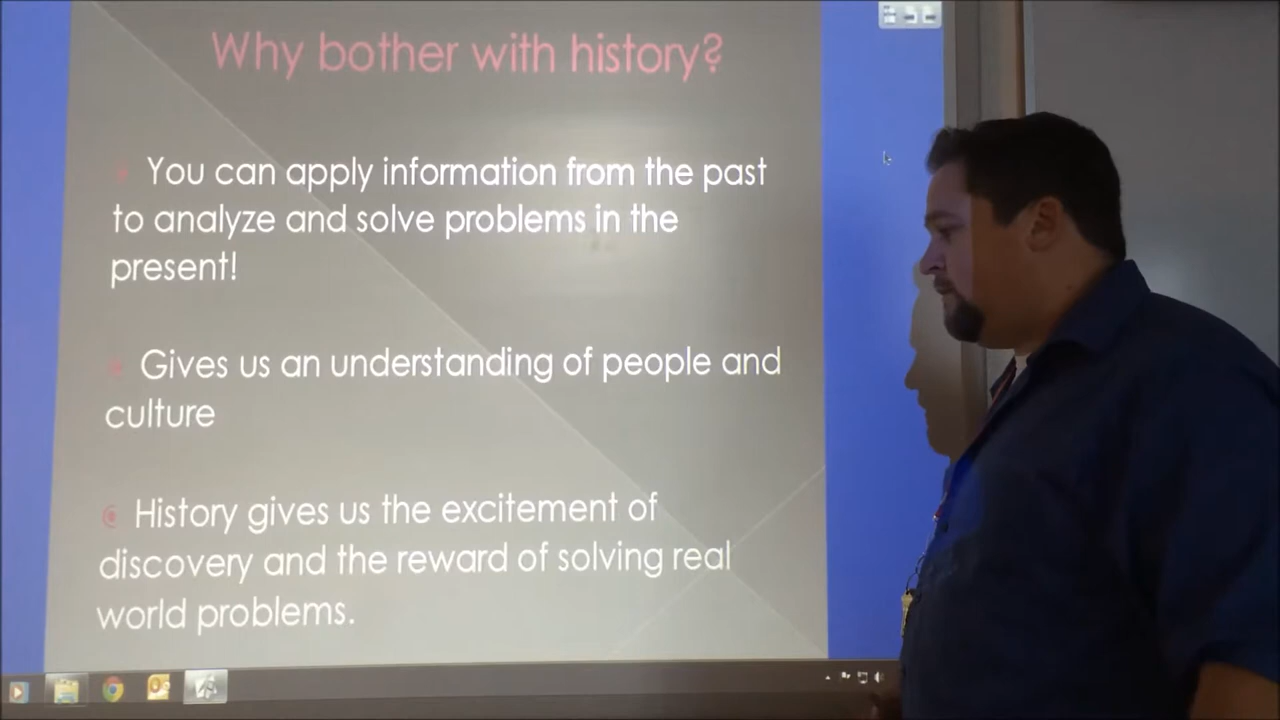 Why bother with history?
You can apply information from the past
to analyze and solve problems in the
present!
Gives us an understanding of people and
culture
History gives us the excitement of
discovery and the reward of solving real
world problems.